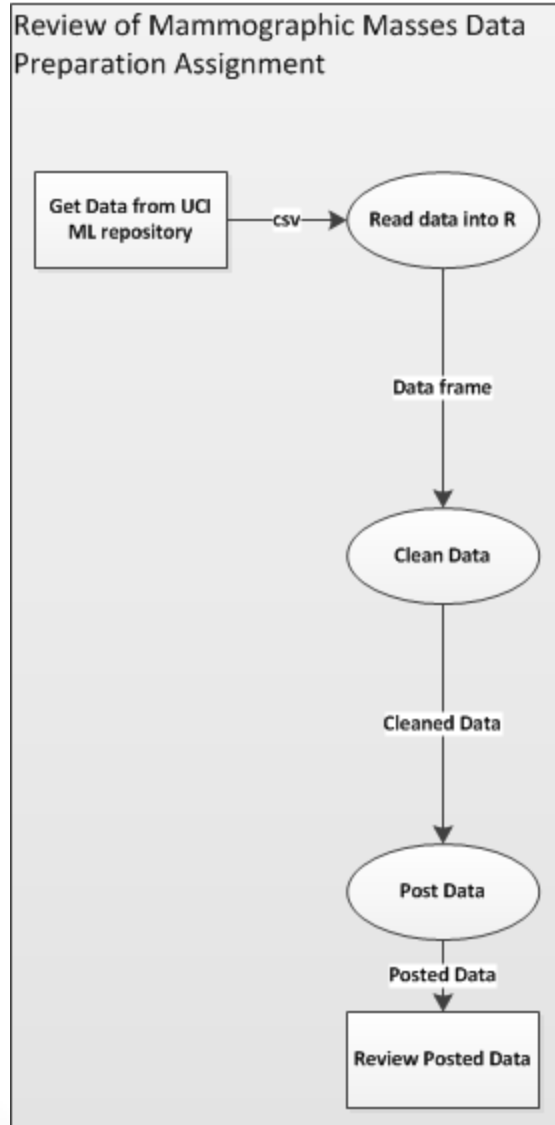 Review of Mammographic Masses Data
Preparation Assignment
Get Data from UCI
ML repository
csv
Read data into R
Data frame
Clean Data
Cleaned Data
Post Data
Posted Data
Review Posted Data